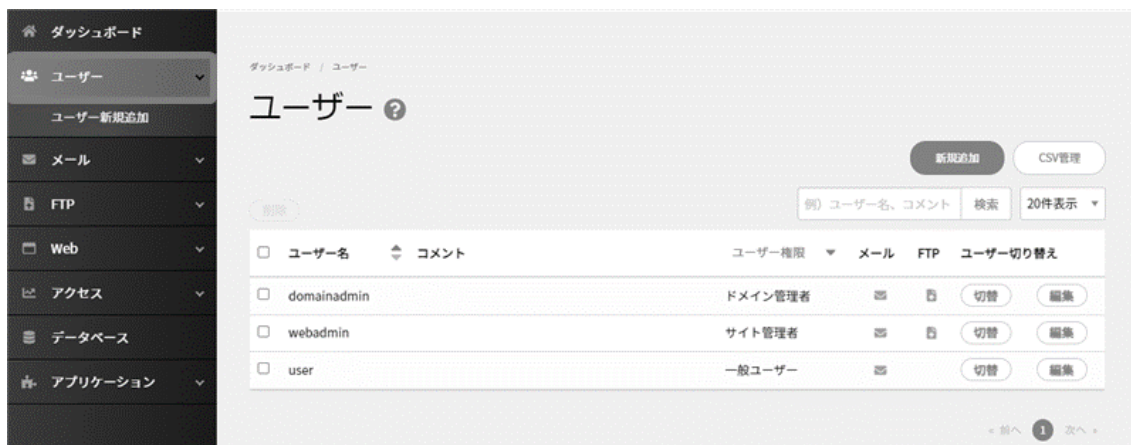 ダッシュボード
ユーザー
ユーザー新規追加
メール
FTP
Web
アクセス
データベース
アプリケーション
ダッシュボード / ユーザー
ユーザー ?
新規追加 CSV管理
削除 例）ユーザー名、コメント 検索 20件表示
ユーザー名 コメント ユーザー権限 メール FTP ユーザー切り替え
domainadmin ドメイン管理者 切替 編集
webadmin サイト管理者 切替 編集
user 一般ユーザー 切替 編集
« 前へ 1 次へ »